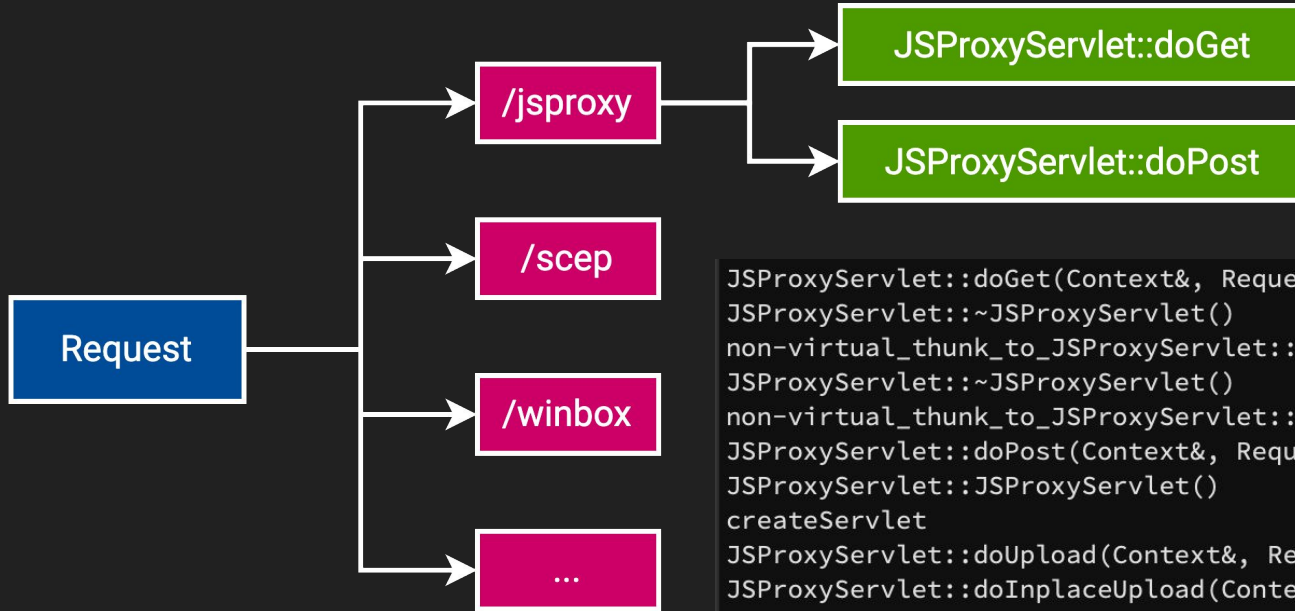 JSProxyServlet::doGet
/jsproxy
JSProxyServlet::doPost
/scep
Request
/winbox
...
JSProxyServlet::doGet(Context&, Reque
JSProxyServlet::~JSProxyServlet()
non-virtual_thunk_to_JSProxyServlet::
JSProxyServlet::~JSProxyServlet()
non-virtual_thunk_to_JSProxyServlet::
JSProxyServlet::doPost(Context&, Requ
JSProxyServlet::JSProxyServlet()
createServlet
JSProxyServlet::doUpload(Context&, Re
JSProxyServlet::doInplaceUpload(Conte